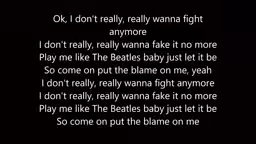 Ok, I don't really, really wanna fight
anymore
I don't really, really wanna fake it no more
Play me like The Beatles baby just let it be
So come on put the blame on me, yeah
I don't really, really wanna fight anymore
I don't really, really wanna fake it no more
Play me like The Beatles baby just let it be
So come on put the blame on me